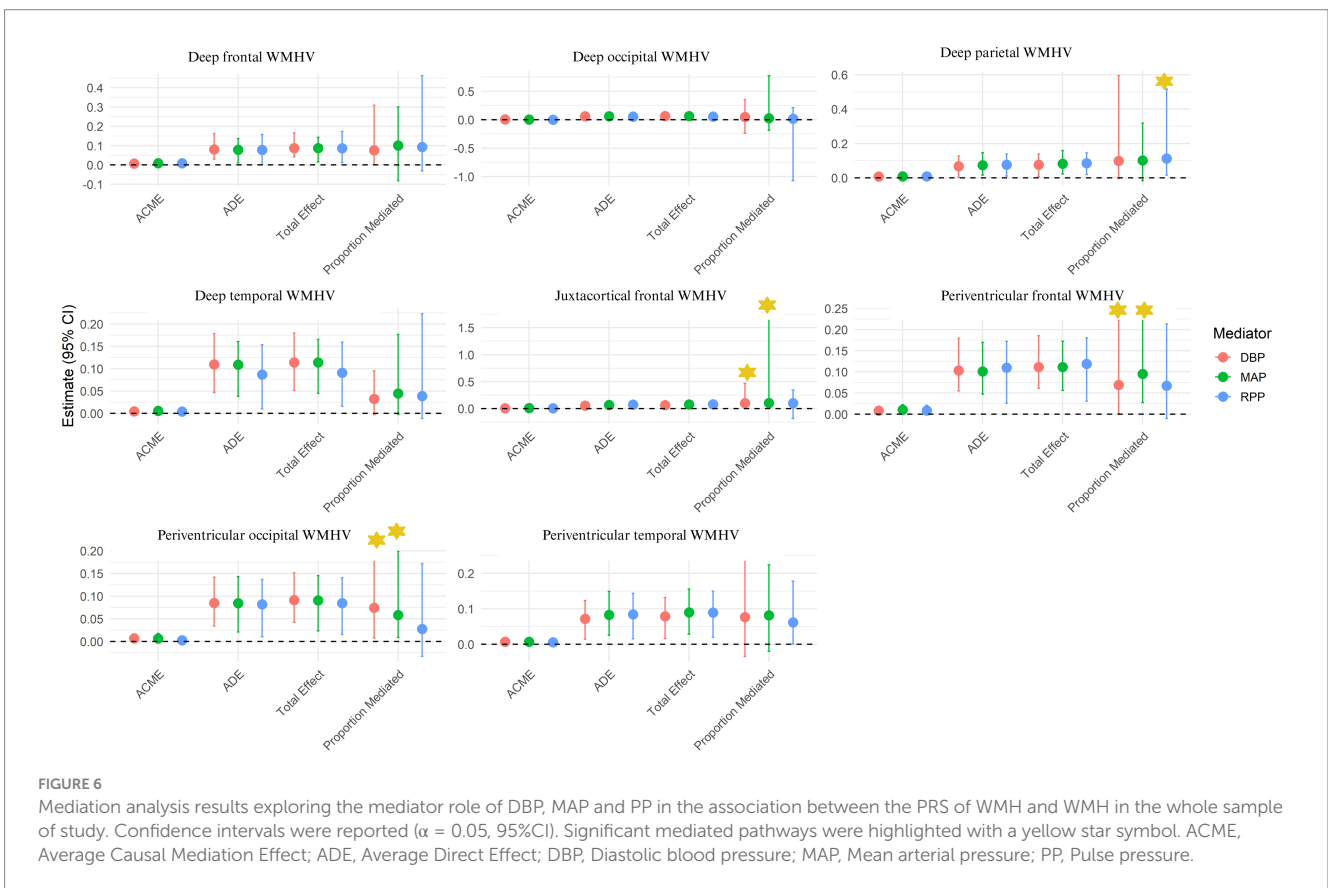 Deep frontal WMHV
0.4
0.3
0.2
0.1
0.0
-0.1
ACME
ADE
Total Effect
Proportion Mediated
Deep occipital WMHV
0.5
0.0
-0.5
-1.0
ACME
ADE
Total Effect
Proportion Mediated
Deep parietal WMHV
0.6
0.4
0.2
0.0
ACME
ADE
Total Effect
Proportion Mediated
Estimate (95% CI)
Deep temporal WMHV
0.20
0.15
0.10
0.05
0.00
ACME
ADE
Total Effect
Proportion Mediated
Juxtacortical frontal WMHV
1.5
1.0
0.5
0.0
ACME
ADE
Total Effect
Proportion Mediated
Periventricular frontal WMHV
0.25
0.20
0.15
0.10
0.05
0.00
ACME
ADE
Total Effect
Proportion Mediated
Mediator
DBP
MAP
RPP
Periventricular occipital WMHV
0.20
0.15
0.10
0.05
0.00
ACME
ADE
Total Effect
Proportion Mediated
Periventricular temporal WMHV
0.2
0.1
0.0
ACME
ADE
Total Effect
Proportion Mediated
FIGURE 6
Mediation analysis results exploring the mediator role of DBP, MAP and PP in the association between the PRS of WMH and WMH in the whole sample
of study. Confidence intervals were reported (α = 0.05, 95%CI). Significant mediated pathways were highlighted with a yellow star symbol. ACME,
Average Causal Mediation Effect; ADE, Average Direct Effect; DBP, Diastolic blood pressure; MAP, Mean arterial pressure; PP, Pulse pressure.